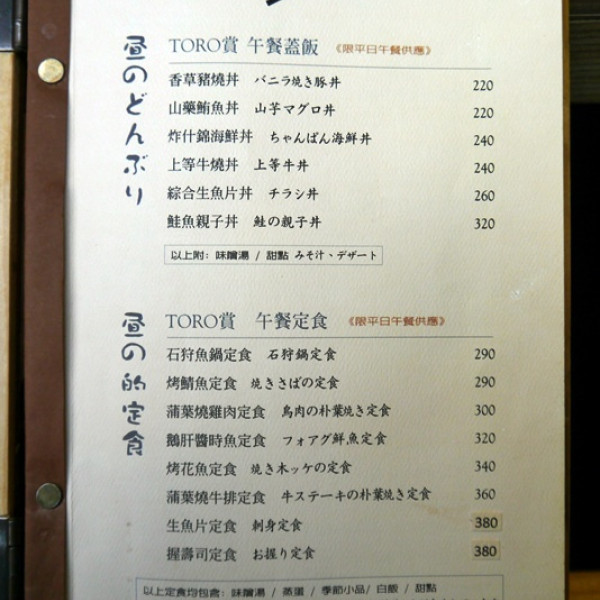 昼のどんぶり
TORO賞 午餐蓋飯 《限平日午餐供應》
香草豬燒丼 バニラ焼き豚丼 220
山藥鮪魚丼 山芋マグロ丼 220
炸什錦海鮮丼 ちゃんぱん海鮮丼 240
上等牛燒丼 上等牛丼 240
綜合生魚片丼 チラシ丼 260
鮭魚親子丼 鮭の親子丼 320
以上附: 味噌湯 / 甜點 みそ汁、デザート
昼の的定食
TORO賞 午餐定食 《限平日午餐供應》
石狩魚鍋定食 石狩鍋定食 290
烤鯖魚定食 焼きさばの定食 290
蒲葉燒雞肉定食 鳥肉の朴葉焼き定食 300
鵝肝醬時魚定食 フォアグ鮮魚定食 320
烤花魚定食 焼き木ッケの定食 340
蒲葉燒牛排定食 牛ステーキの朴葉焼き定食 360
生魚片定食 刺身定食 380
握壽司定食 お握り定食 380
以上定食均包含: 味噌湯 / 蒸蛋 / 季節小品 / 白飯 / 甜點